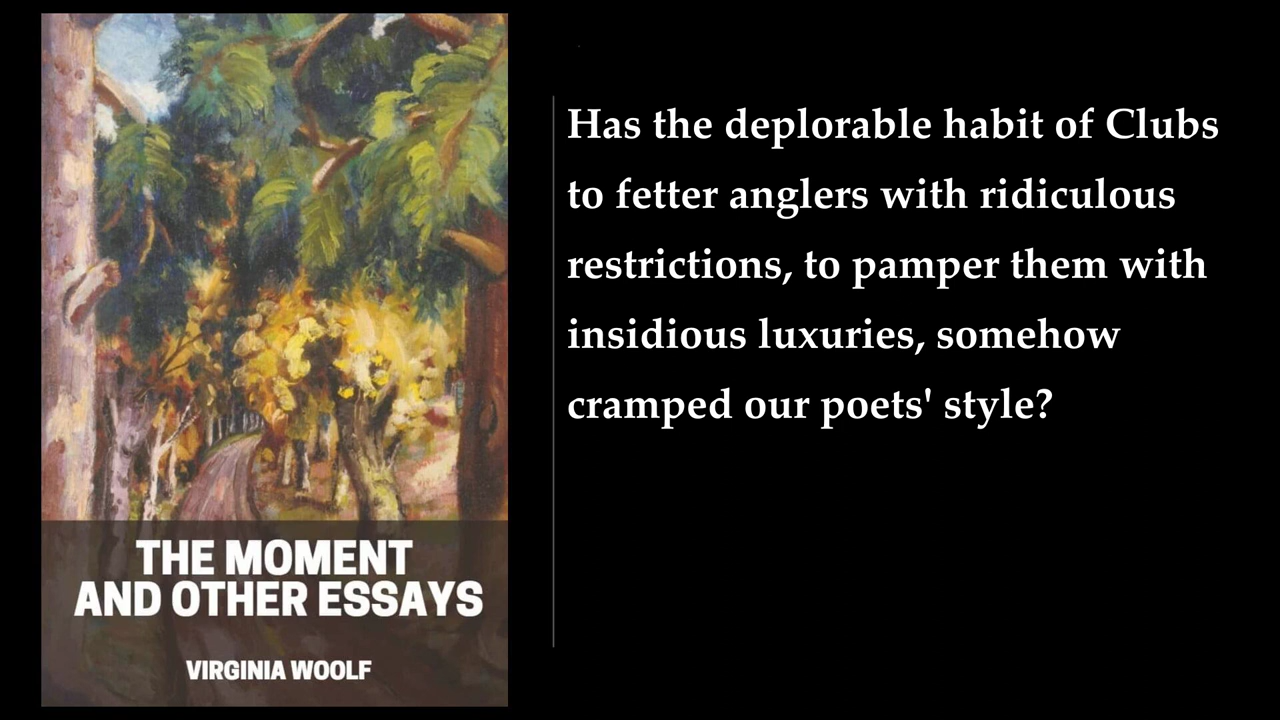 THE MOMENT
AND OTHER ESSAYS
VIRGINIA WOOLF
Has the deplorable habit of Clubs
to fetter anglers with ridiculous
restrictions, to pamper them with
insidious luxuries, somehow
cramped our poets' style?